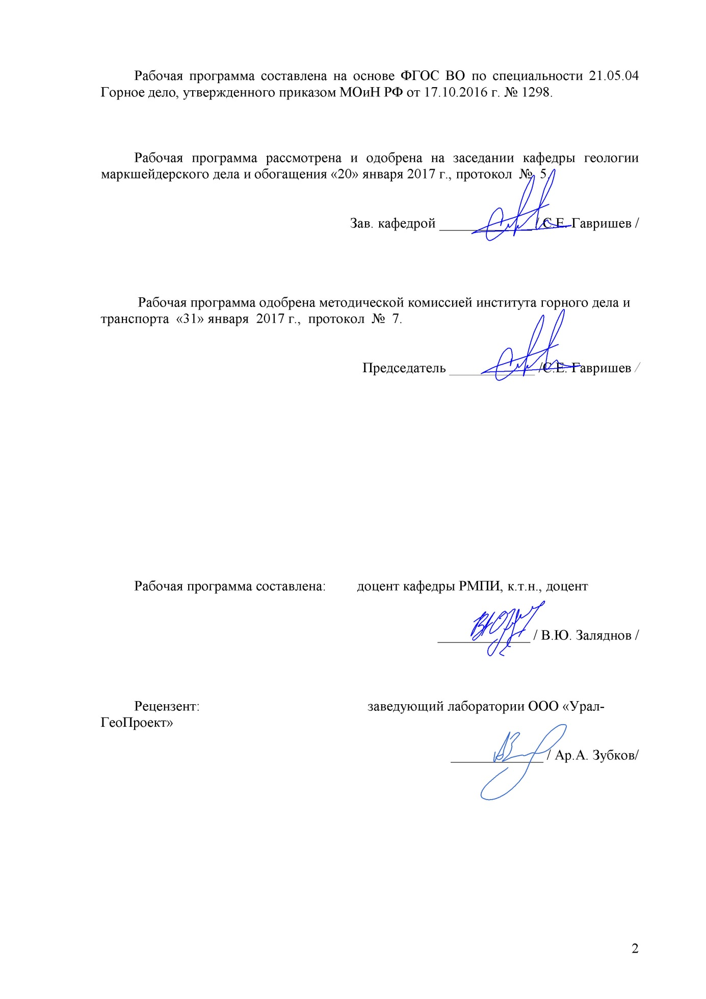 Рабочая программа составлена на основе ФГОС ВО по специальности 21.05.04
Горное дело, утвержденного приказом МОиН РФ от 17.10.2016 г. № 1298.
Рабочая программа рассмотрена и одобрена на заседании кафедры геологии
маркшейдерского дела и обогащения «20» января 2017 г., протокол № 5.
Зав. кафедрой _____________ / С.Е. Гавришев /
Рабочая программа одобрена методической комиссией института горного дела и
транспорта «31» января 2017 г., протокол № 7.
Председатель ____________ /С.Е. Гавришев /
Рабочая программа составлена: доцент кафедры РМПИ, к.т.н., доцент
_____________ / В.Ю. Заляднов /
Рецензент: заведующий лаборатории ООО «Урал-
ГеоПроект»
_____________ / Ар.А. Зубков/
2